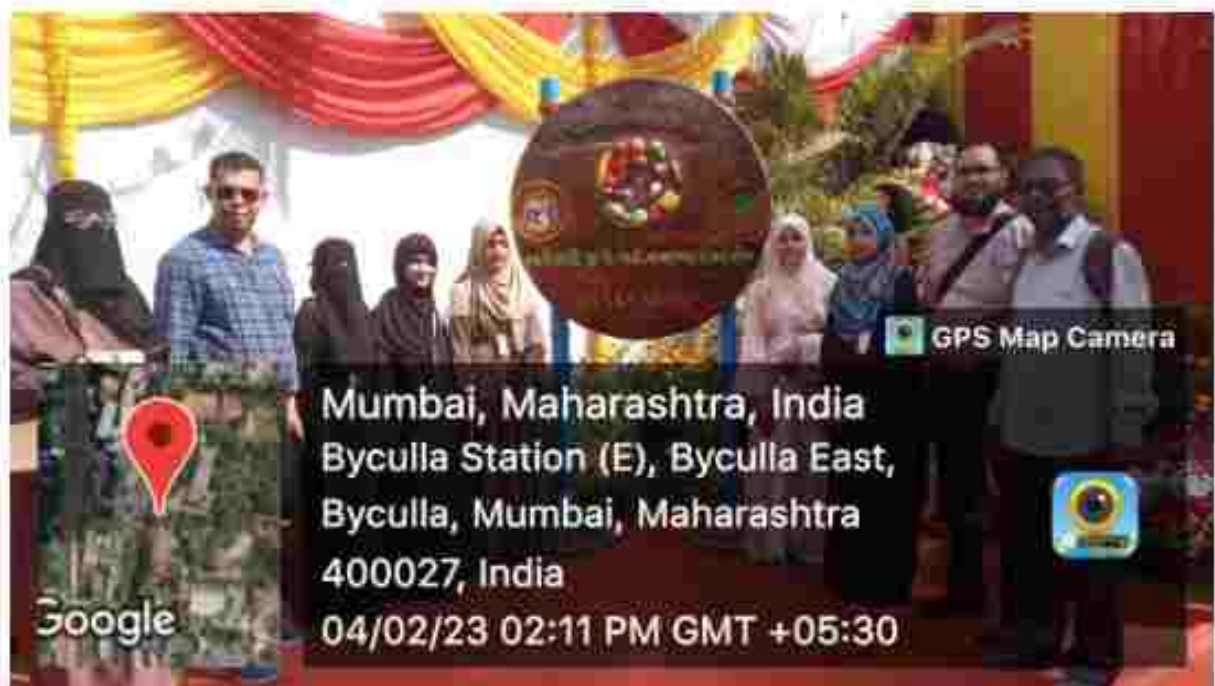 GPS Map Camera
Mumbai, Maharashtra, India
Byculla Station (E), Byculla East,
Byculla, Mumbai, Maharashtra
400027, India
04/02/23 02:11 PM GMT +05:30
Google